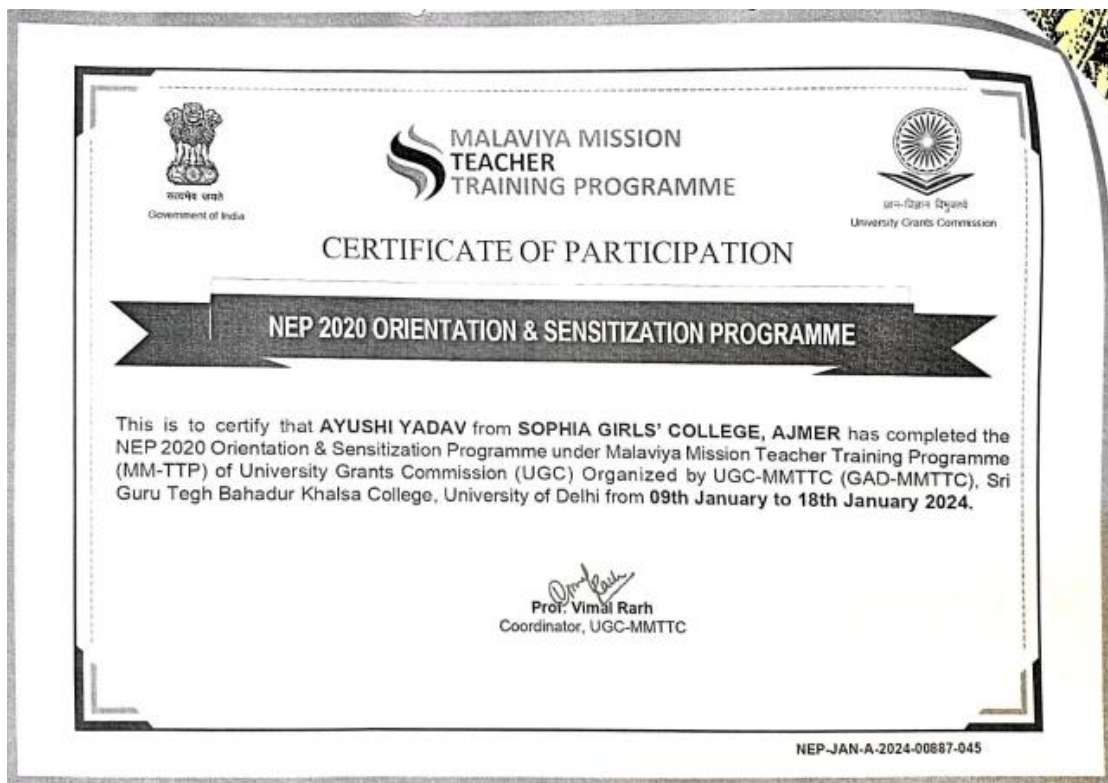 MALAVIYA MISSION
TEACHER
TRAINING PROGRAMME
सत्यमेव जयते
Government of India
ज्ञान-विज्ञान विमुक्तये
University Grants Commission
CERTIFICATE OF PARTICIPATION
NEP 2020 ORIENTATION & SENSITIZATION PROGRAMME
This is to certify that AYUSHI YADAV from SOPHIA GIRLS' COLLEGE, AJMER has completed the
NEP 2020 Orientation & Sensitization Programme under Malaviya Mission Teacher Training Programme
(MM-TTP) of University Grants Commission (UGC) Organized by UGC-MMTTC (GAD-MMTTC), Sri
Guru Tegh Bahadur Khalsa College, University of Delhi from 09th January to 18th January 2024.
Prof. Vimal Rarh
Coordinator, UGC-MMTTC
NEP-JAN-A-2024-00887-045